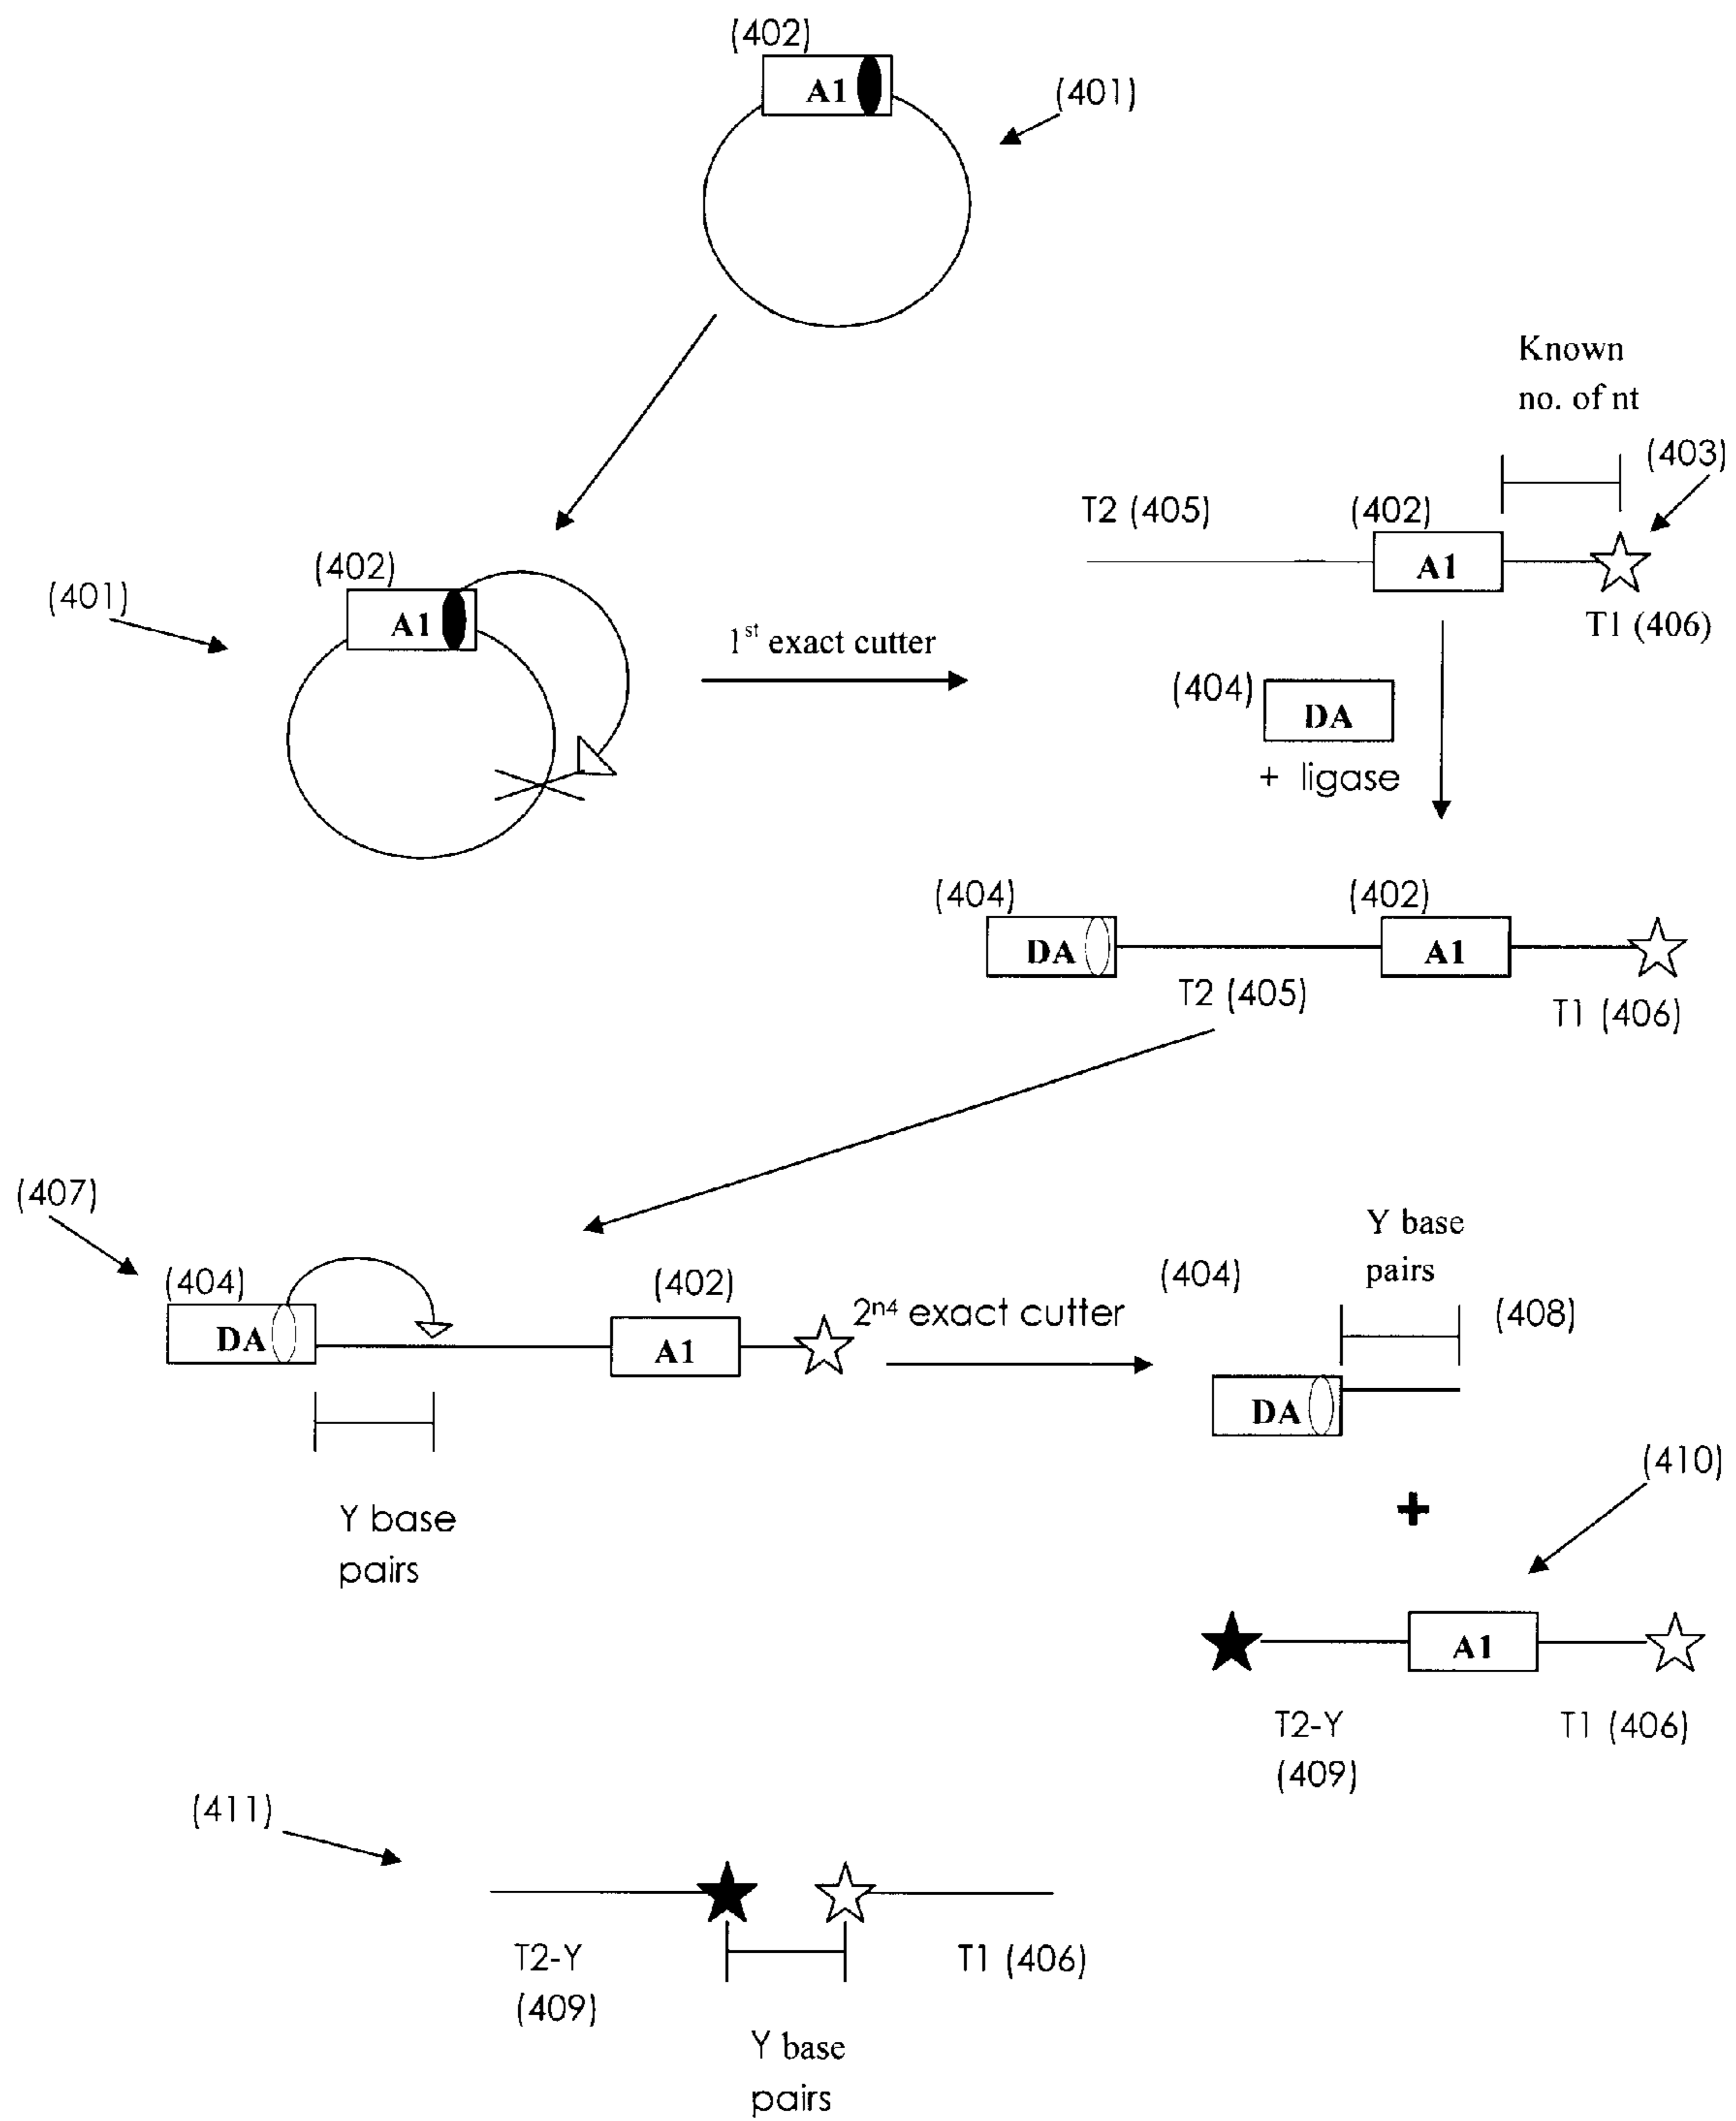 (402)
A1
(401)
Known
no. of nt
(403)
T2 (405)
(402)
A1
T1 (406)
(402)
(401)
A1
1st exact cutter
(404)
DA
+ ligase
(404)
(402)
DA
A1
T2 (405)
T1 (406)
(407)
(404)
(402)
DA
A1
Y base
pairs
2n4 exact cutter
(404)
Y base
pairs
(408)
DA
(410)
+
A1
T2-Y
(409)
T1 (406)
(411)
T2-Y
(409)
T1 (406)
Y base
pairs